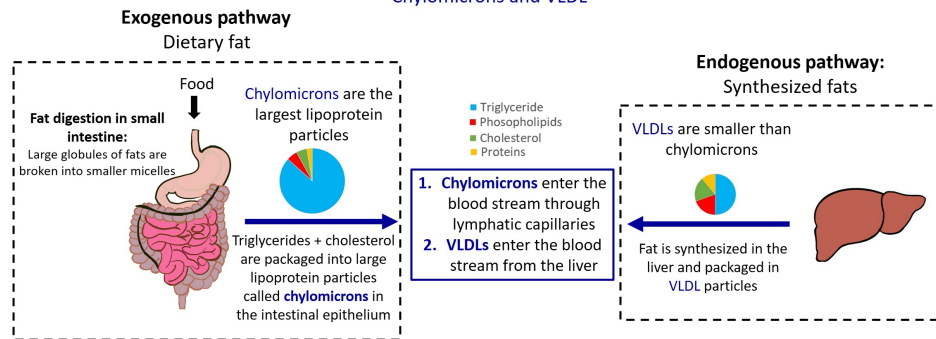 Chylomicrons and VLDL
Exogenous pathway
Dietary fat
Food
Fat digestion in small
intestine:
Large globules of fats are
broken into smaller micelles
Chylomicrons are the
largest lipoprotein
particles
Triglycerides + cholesterol
are packaged into large
lipoprotein particles
called chylomicrons in
the intestinal epithelium
Triglyceride
Phosopholipids
Cholesterol
Proteins
1. Chylomicrons enter the
blood stream through
lymphatic capillaries
2. VLDLs enter the blood
stream from the liver
Endogenous pathway:
Synthesized fats
VLDLs are smaller than
chylomicrons
Fat is synthesized in the
liver and packaged in
VLDL particles